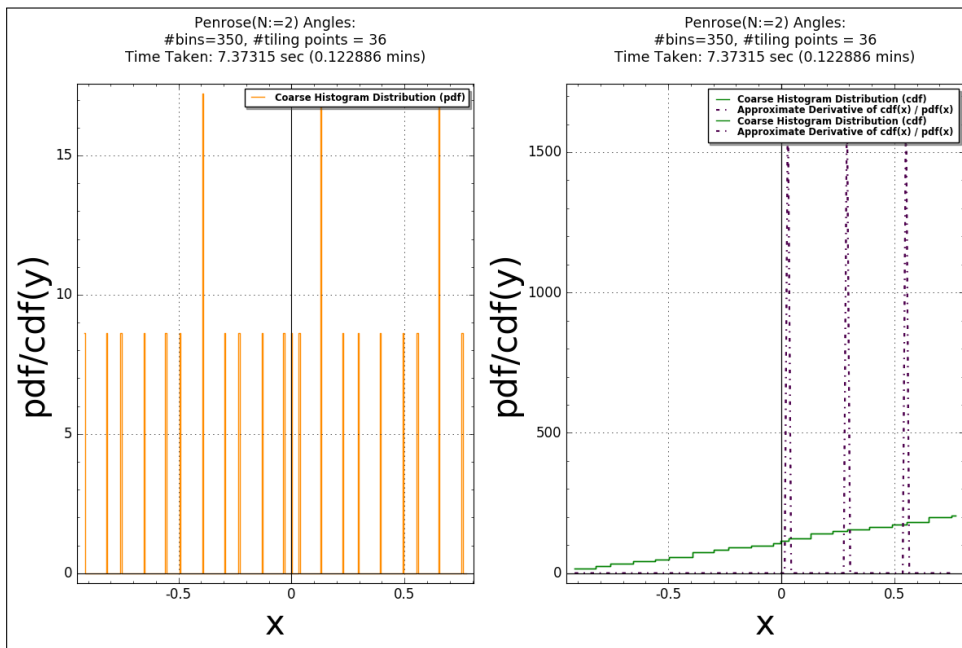 Penrose(N:=2) Angles:
#bins=350, #tiling points = 36
Time Taken: 7.37315 sec (0.122886 mins)
Coarse Histogram Distribution (pdf)
15
10
5
0
-0.5
0
0.5
pdf/cdf(y)
x
Penrose(N:=2) Angles:
#bins=350, #tiling points = 36
Time Taken: 7.37315 sec (0.122886 mins)
Coarse Histogram Distribution (cdf)
Approximate Derivative of cdf(x) / pdf(x)
Coarse Histogram Distribution (cdf)
Approximate Derivative of cdf(x) / pdf(x)
1500
1000
500
0
-0.5
0
0.5
pdf/cdf(y)
x